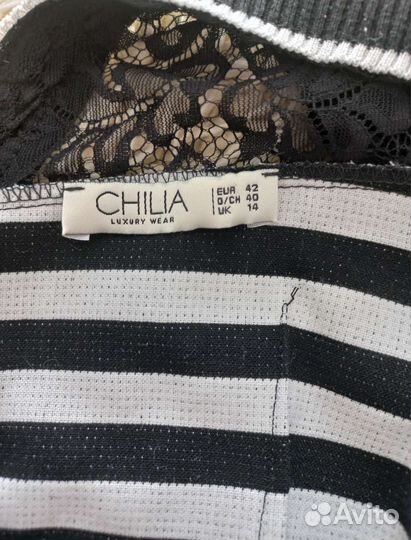 CHILIA
LUXURY WEAR
EUR 42
D/CH 40
UK 14
Avito